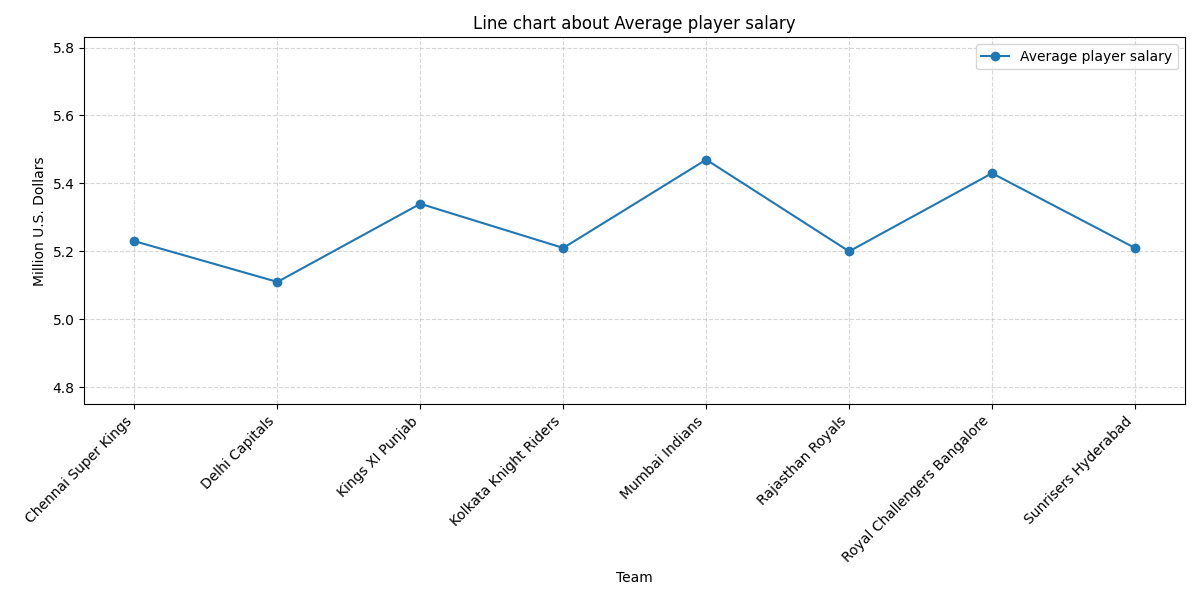 Line chart about Average player salary
Average player salary
Million U.S. Dollars
5.8
5.6
5.4
5.2
5.0
4.8
Chennai Super Kings
Delhi Capitals
Kings XI Punjab
Kolkata Knight Riders
Mumbai Indians
Rajasthan Royals
Royal Challengers Bangalore
Sunrisers Hyderabad
Team